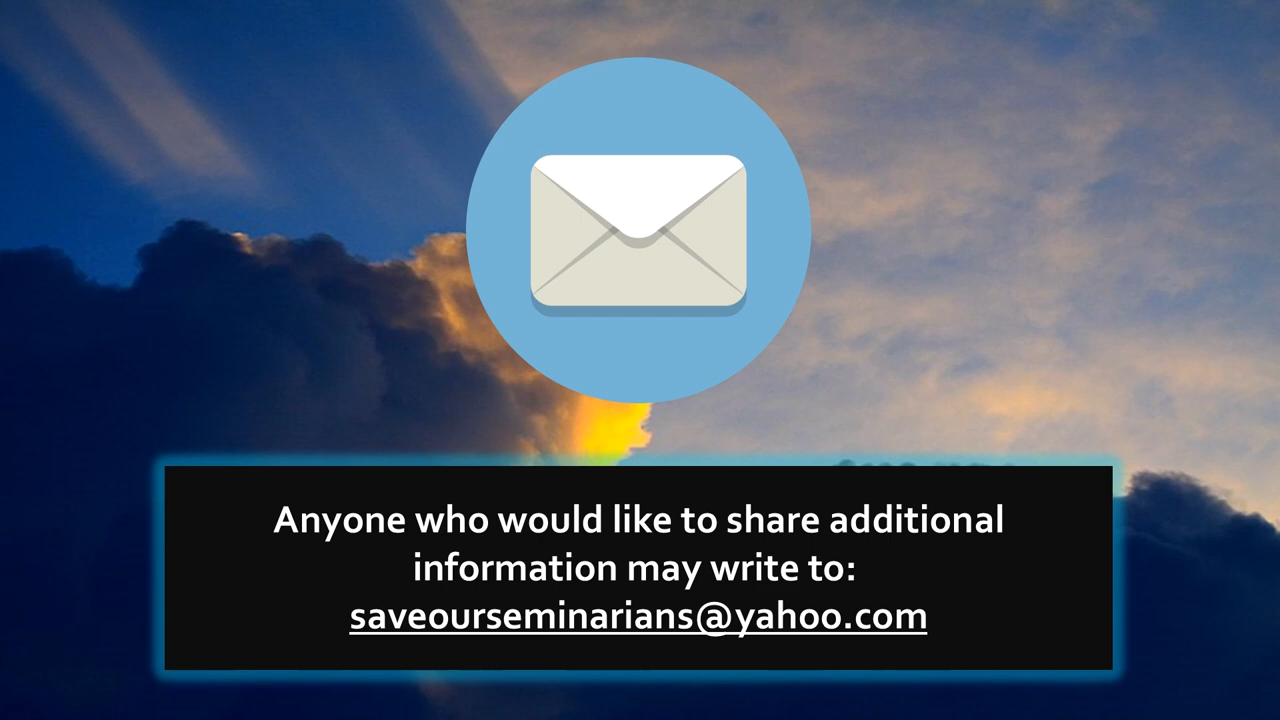 Anyone who would like to share additional
information may write to:
saveourseminarians@yahoo.com